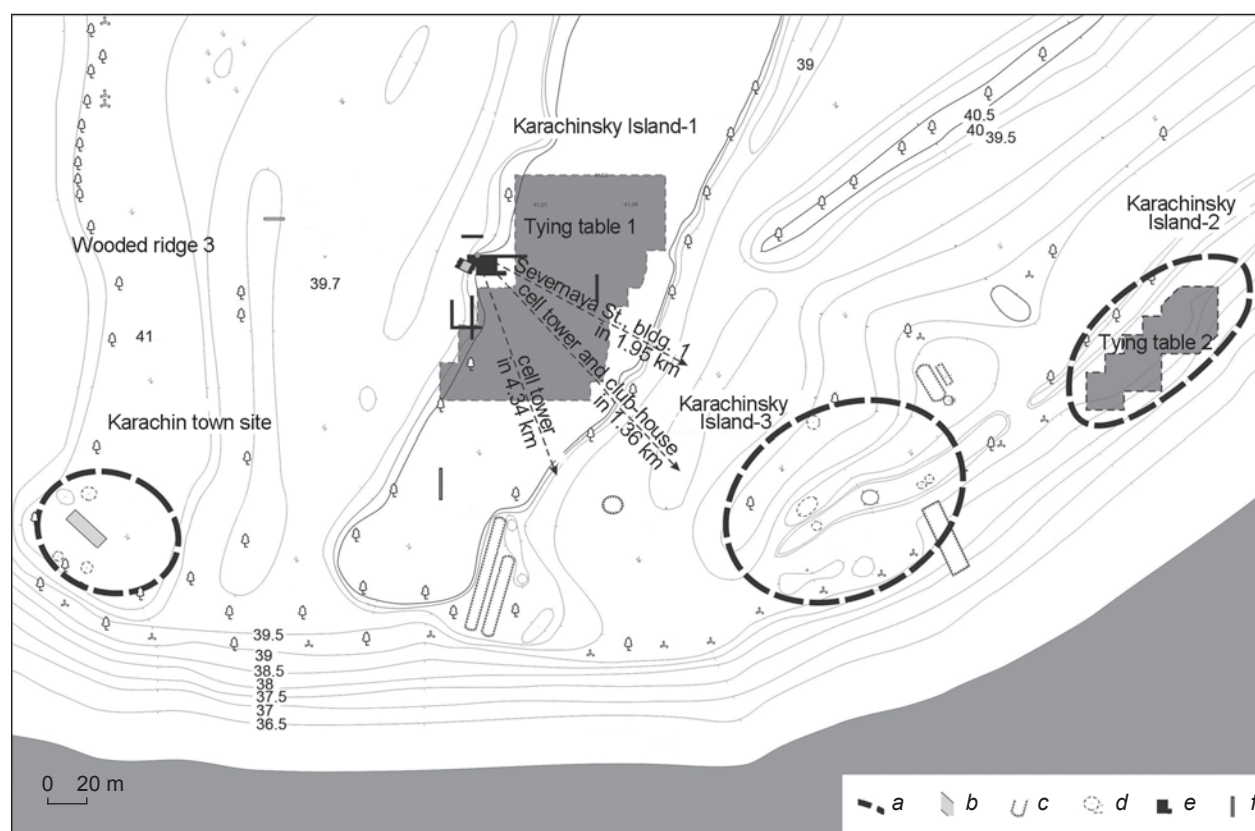 39
40.5
40
39.5
Karachinsky Island-1
Karachinsky
Island-2
Wooded ridge 3
Tying table 1
39.7
Severnaya St., bldg. 1
in 1.95 km
41
Tying table 2
cell tower and club-house
in 1.36 km
cell tower
in 4.34 km
Karachin town site
Karachinsky
Island-3
39.5
39
38.5
38
37.5
37
36.5
0 20 m
a b c d e f